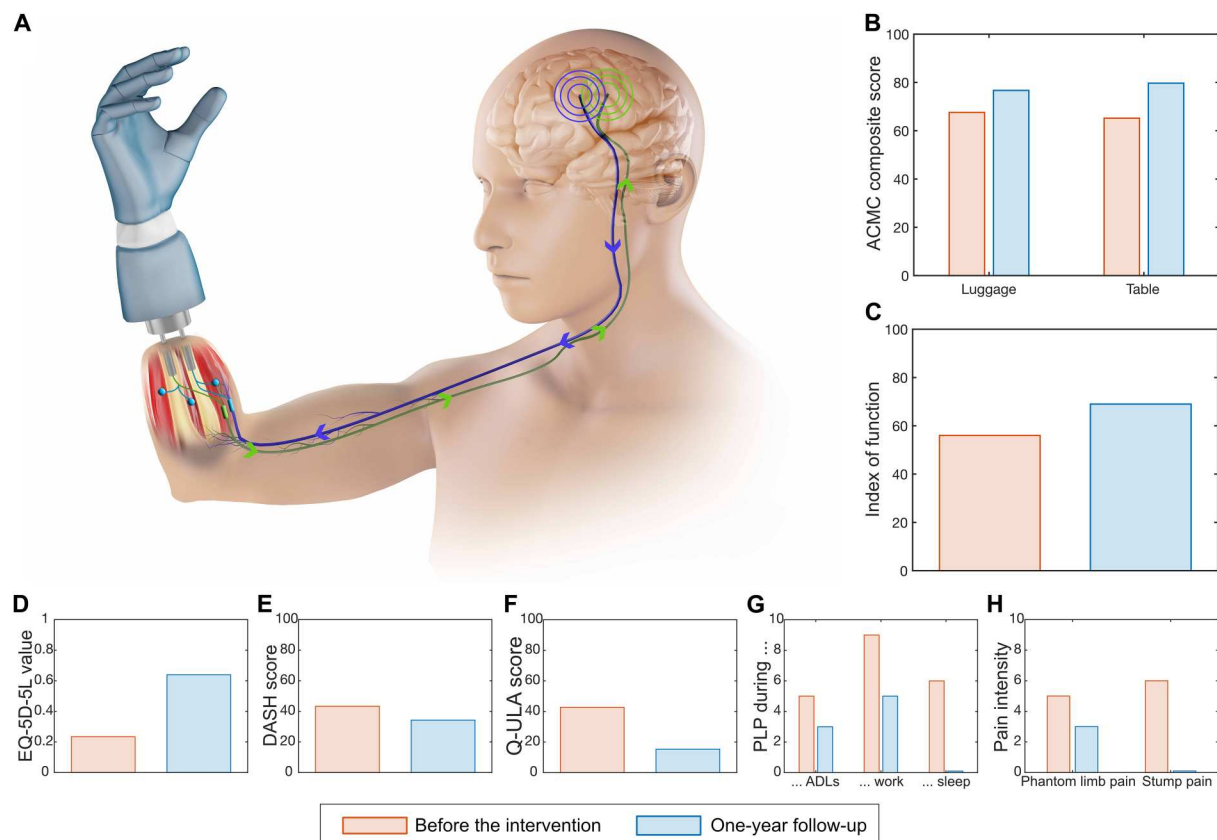 A
B
ACMC composite score
100
80
60
40
20
0
Luggage
Table
C
Index of function
100
80
60
40
20
0
D
EQ-5D-5L value
1
0.8
0.6
0.4
0.2
0
E
DASH score
100
80
60
40
20
0
F
Q-ULA score
100
80
60
40
20
0
G
PLP during ...
10
8
6
4
2
0
... ADLs
... work
... sleep
H
Pain intensity
10
8
6
4
2
0
Phantom limb pain
Stump pain
Before the intervention
One-year follow-up